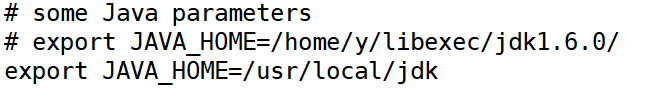 # some Java parameters
# export JAVA_HOME=/home/y/libexec/jdk1.6.0/
export JAVA_HOME=/usr/local/jdk